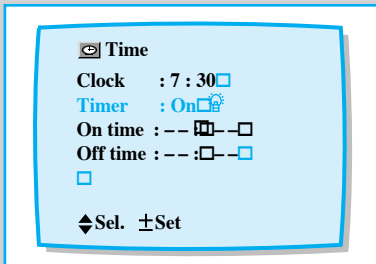 Time
Clock : 7 : 30□
Timer : On□
On time : – – :□– –□
Off time : – – :□– –□
□
Sel. ±Set